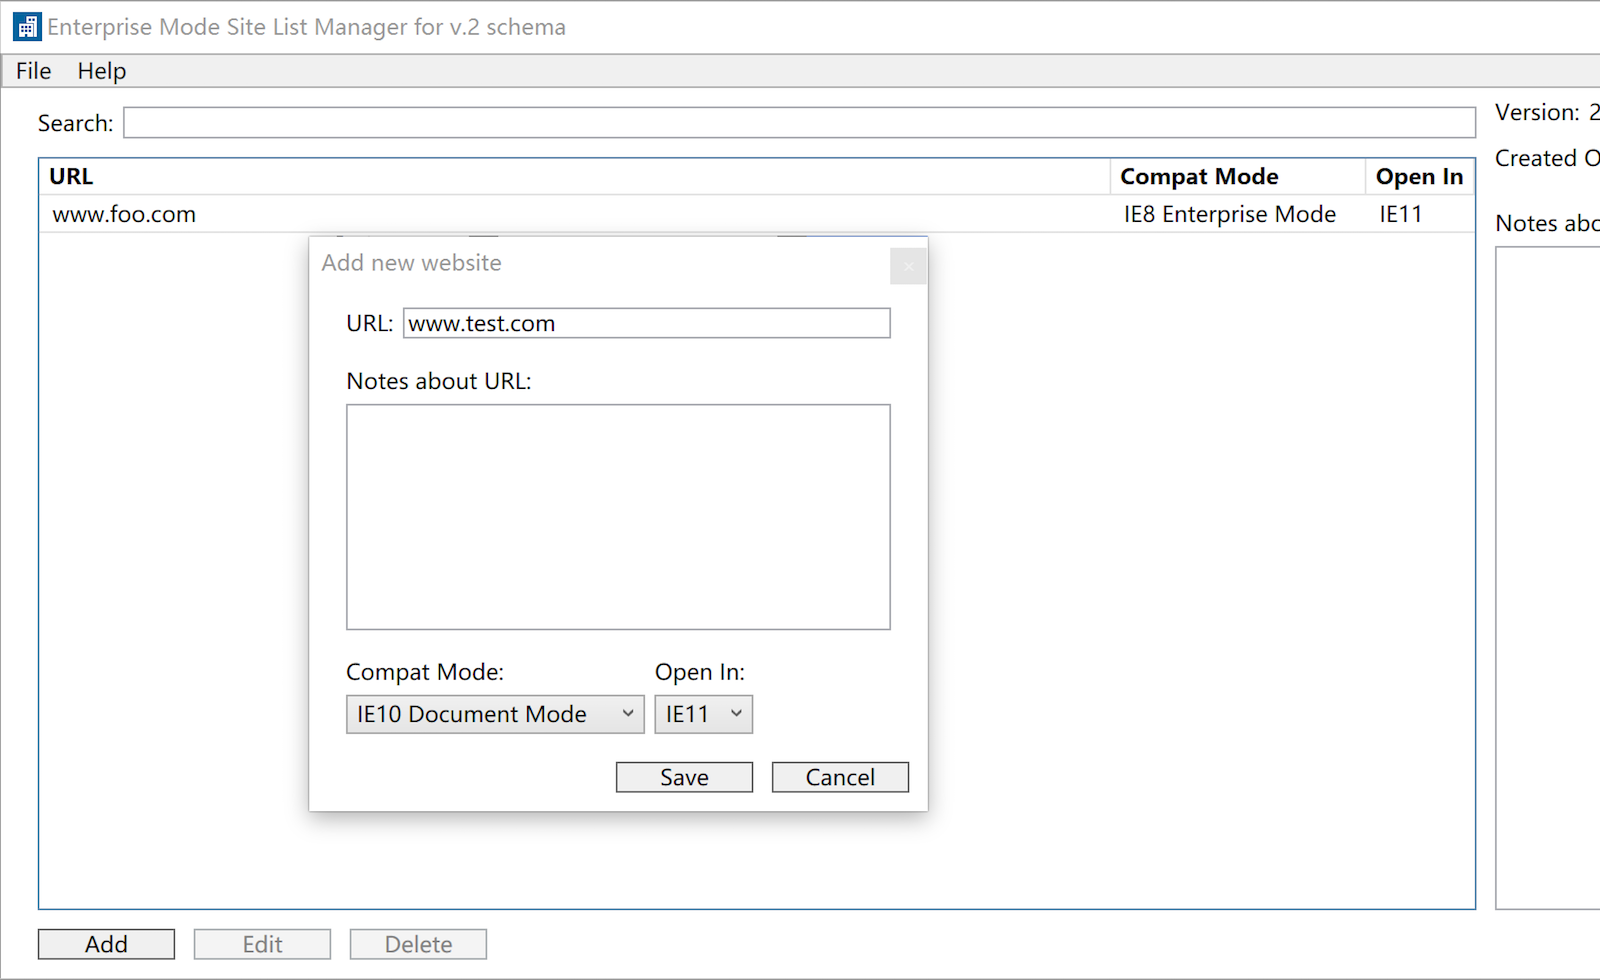 Enterprise Mode Site List Manager for v.2 schema
File Help
Search:
Version: 2
Created O
URL Compat Mode Open In
www.foo.com IE8 Enterprise Mode IE11
Notes abo
Add new website
URL: www.test.com
Notes about URL:
Compat Mode: Open In:
IE10 Document Mode IE11
Save Cancel
Add Edit Delete